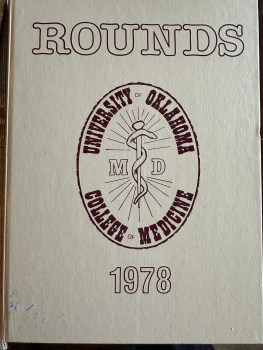 ROUNDS
UNIVERSITY OF OKLAHOMA
M D
COLLEGE OF MEDICINE
1978